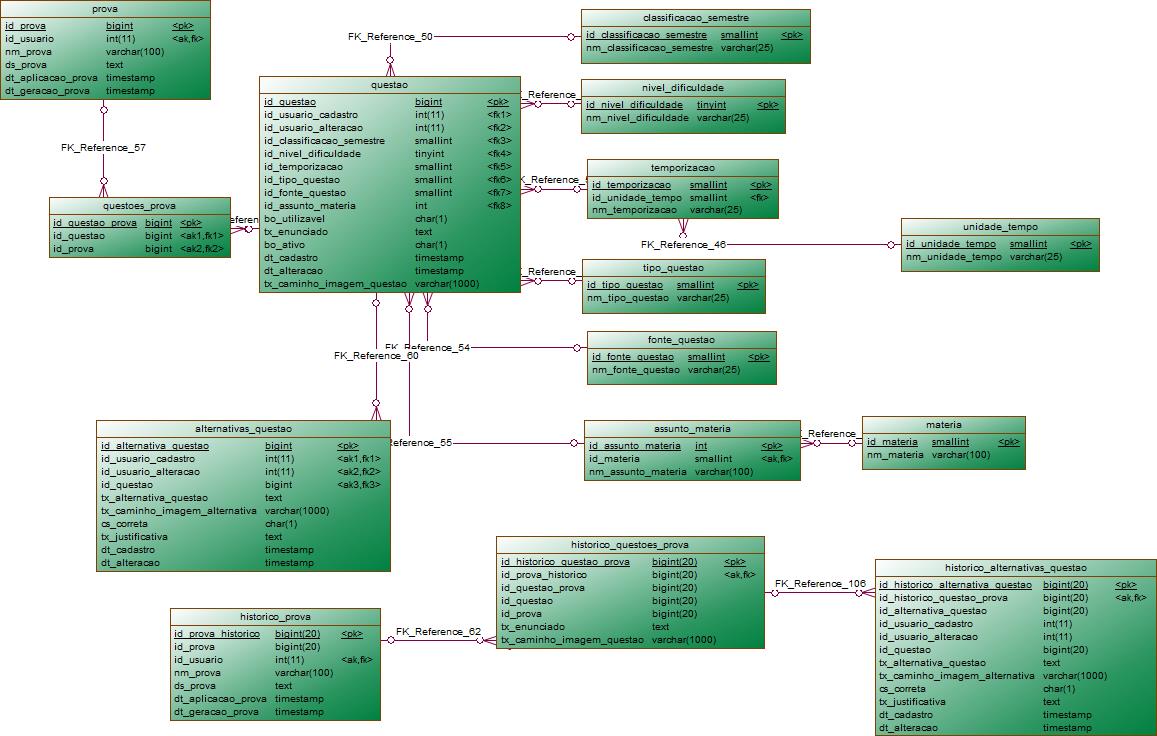 prova
id_prova bigint <pk>
id_usuario int(11) <ak,fk>
nm_prova varchar(100)
ds_prova text
dt_aplicacao_prova timestamp
dt_geracao_prova timestamp
FK_Reference_57
questoes_prova
id_questao_prova bigint <pk>
id_questao bigint <ak1,fk1>
id_prova bigint <ak2,fk2>
FK_Reference_50
questao
id_questao bigint <pk>
id_usuario_cadastro int(11) <fk1>
id_usuario_alteracao int(11) <fk2>
id_classificacao_semestre smallint <fk3>
id_nivel_dificuldade tinyint <fk4>
id_temporizacao smallint <fk5>
id_tipo_questao smallint <fk6>
id_fonte_questao smallint <fk7>
id_assunto_materia int <fk8>
bo_utilizavel char(1)
tx_enunciado text
bo_ativo char(1)
dt_cadastro timestamp
dt_alteracao timestamp
tx_caminho_imagem_questao varchar(1000)
classificacao_semestre
id_classificacao_semestre smallint <pk>
nm_classificacao_semestre varchar(25)
_Reference_
nivel_dificuldade
id_nivel_dificuldade tinyint <pk>
nm_nivel_dificuldade varchar(25)
temporizacao
id_temporizacao smallint <pk>
id_unidade_tempo smallint <fk>
nm_temporizacao varchar(25)
FK_Reference_46
unidade_tempo
id_unidade_tempo smallint <pk>
nm_unidade_tempo varchar(25)
_Reference_
tipo_questao
id_tipo_questao smallint <pk>
nm_tipo_questao varchar(25)
fonte_questao
id_fonte_questao smallint <pk>
nm_fonte_questao varchar(25)
FK_Reference_54
FK_Reference_60
alternativas_questao
id_alternativa_questao bigint <pk>
id_usuario_cadastro int(11) <ak1,fk1>
id_usuario_alteracao int(11) <ak2,fk2>
id_questao bigint <ak3,fk3>
tx_alternativa_questao text
tx_caminho_imagem_alternativa varchar(1000)
cs_correta char(1)
tx_justificativa text
dt_cadastro timestamp
dt_alteracao timestamp
eference_55
assunto_materia
id_assunto_materia int <pk>
id_materia smallint <ak,fk>
nm_assunto_materia varchar(100)
_Reference_
materia
id_materia smallint <pk>
nm_materia varchar(100)
historico_questoes_prova
id_historico_questao_prova bigint(20) <pk>
id_prova_historico bigint(20) <ak,fk>
id_questao_prova bigint(20)
id_questao bigint(20)
id_prova bigint(20)
tx_enunciado text
tx_caminho_imagem_questao varchar(1000)
FK_Reference_106
historico_alternativas_questao
id_historico_alternativa_questao bigint(20) <pk>
id_historico_questao_prova bigint(20) <ak,fk>
id_alternativa_questao bigint(20)
id_usuario_cadastro int(11)
id_usuario_alteracao int(11)
id_questao bigint(20)
tx_alternativa_questao text
tx_caminho_imagem_alternativa varchar(1000)
cs_correta char(1)
tx_justificativa text
dt_cadastro timestamp
dt_alteracao timestamp
historico_prova
id_prova_historico bigint(20) <pk>
id_prova bigint(20)
id_usuario int(11) <ak,fk>
nm_prova varchar(100)
ds_prova text
dt_aplicacao_prova timestamp
dt_geracao_prova timestamp
FK_Reference_62